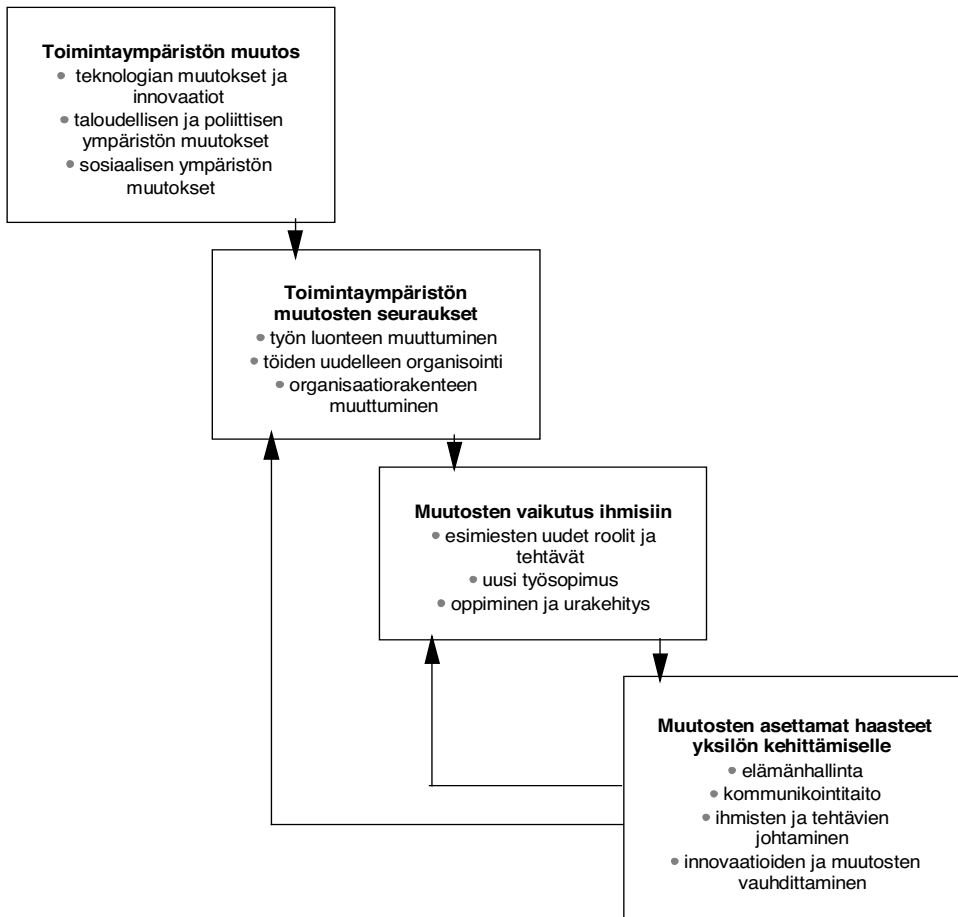 Toimintaympäristön muutos
• teknologian muutokset ja
innovaatiot
• taloudellisen ja poliittisen
ympäristön muutokset
• sosiaalisen ympäristön
muutokset
Toimintaympäristön
muutosten seuraukset
• työn luonteen muuttuminen
• töiden uudelleen organisointi
• organisaatiorakenteen
muuttuminen
Muutosten vaikutus ihmisiin
• esimiesten uudet roolit ja
tehtävät
• uusi työsopimus
• oppiminen ja urakehitys
Muutosten asettamat haasteet
yksilön kehittämiselle
• elämänhallinta
• kommunikointitaito
• ihmisten ja tehtävien
johtaminen
• innovaatioiden ja muutosten
vauhdittaminen